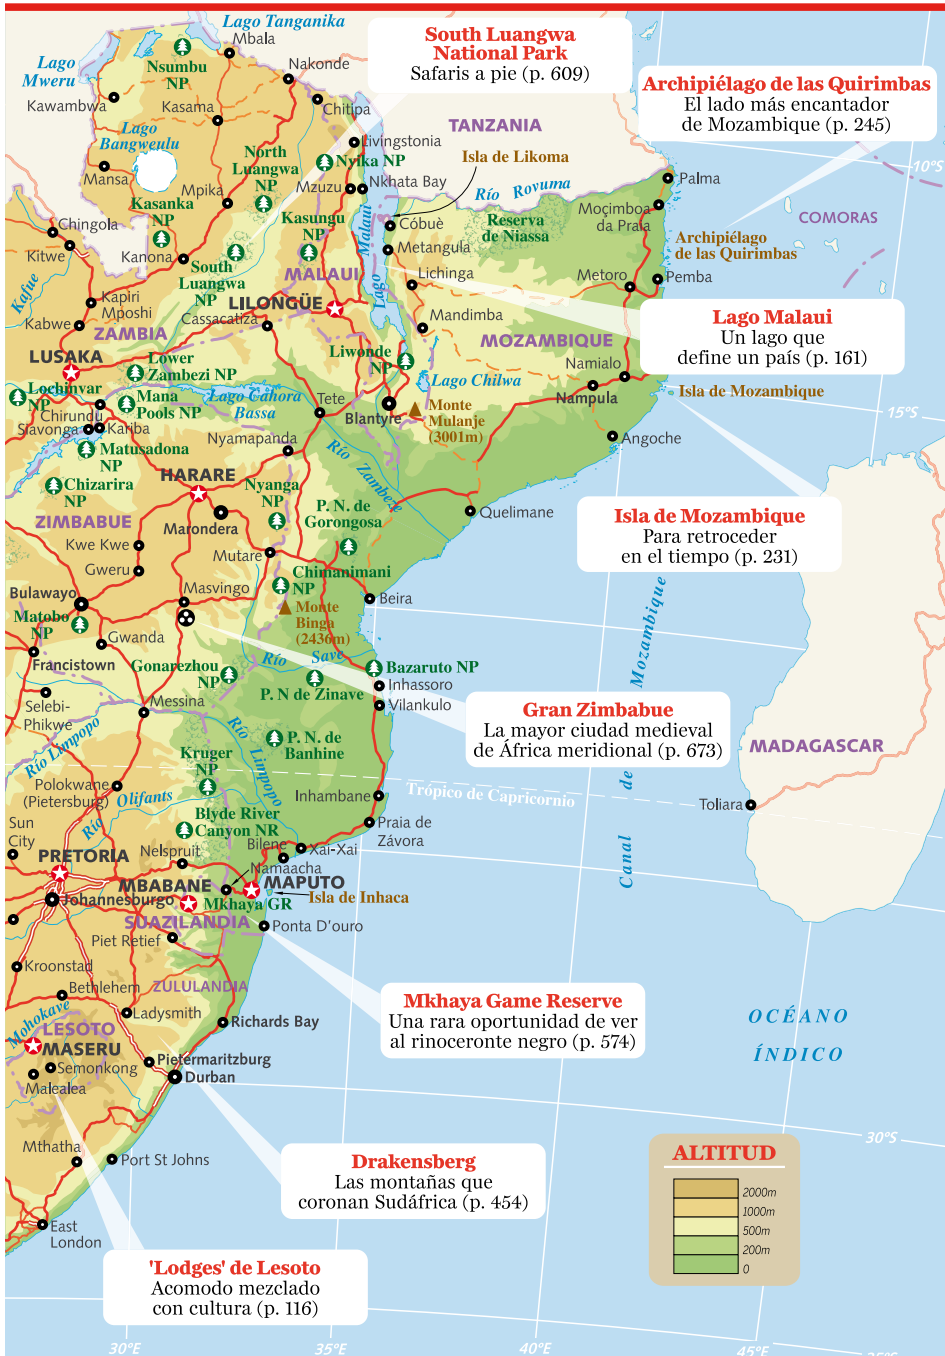 Lago Tanganika
Mbala
South Luangwa
National Park
Safaris a pie (p. 609)
Lago
Mweru
Nsumbu
NP
Nakonde
Archipiélago de las Quirimbas
El lado más encantador
de Mozambique (p. 245)
Kawambwa
Kasama
Chitipa
TANZANIA
Lago
Bangweulu
Livingstonia
Isla de Likoma
10ºS
North
Luangwa
NP
Nyika NP
Mansa
Mpika
Mzuzu
Nkhata Bay
Río Rovuma
Palma
Kasanka
NP
Kasungu
NP
Moçimboa
da Praia
COMORAS
Chingola
Cóbuè
Reserva
de Niassa
Kitwe
Kanona
Metangula
Archipiélago
de las Quirimbas
South
Luangwa
NP
MALAUI
Lago Malaui
Lichinga
Metoro
Pemba
Kafue
Kapiri
Mposhi
LILONGÜE
Kabwe
ZAMBIA
Cassacatiza
Mandimba
Lago Malaui
Un lago que
define un país (p. 161)
MOZAMBIQUE
LUSAKA
Lower
Zambezi NP
Liwonde
NP
Namialo
Lago Chilwa
Lochinvar
NP
Mana
Pools NP
Lago Cahora
Bassa
Tete
Nampula
Isla de Mozambique
15ºS
Chirundu
Siavonga
Kariba
Blantyre
Monte
Mulanje
(3001m)
Matusadona
NP
Nyamapanda
Angoche
Río Zambeze
Chizarira
NP
HARARE
Nyanga
NP
P. N. de
Gorongosa
Quelimane
ZIMBABUE
Marondera
Isla de Mozambique
Para retroceder
en el tiempo (p. 231)
Kwe Kwe
Mutare
Gweru
Chimanimani
NP
Bulawayo
Masvingo
Beira
Matobo
NP
Monte
Binga
(2436m)
Canal de Mozambique
Gwanda
Francistown
Gonarezhou
NP
Río Save
Bazaruto NP
P. N de Zinave
Inhassoro
Selebi-
Phikwe
Messina
Vilankulo
Gran Zimbabue
La mayor ciudad medieval
de África meridional (p. 673)
Río Limpopo
Río Limpopo
P. N. de
Banhine
MADAGASCAR
Kruger
NP
Polokwane
(Pietersburg)
Río Olifants
Inhambane
Trópico de Capricornio
Toliara
Sun
City
Blyde River
Canyon NR
Praia de
Závora
PRETORIA
Nelspruit
Bilene
Xai-Xai
Namaacha
MBABANE
MAPUTO
Johannesburgo
Mkhaya GR
Isla de Inhaca
SUAZILANDIA
Ponta D'ouro
Piet Retief
Kroonstad
Bethlehem
ZULULANDIA
Mkhaya Game Reserve
Una rara oportunidad de ver
al rinoceronte negro (p. 574)
Mohokave
Ladysmith
Richards Bay
OCÉANO
ÍNDICO
LESOTO
MASERU
Semonkong
Pietermaritzburg
Malealea
Durban
30ºS
Mthatha
Port St Johns
Drakensberg
Las montañas que
coronan Sudáfrica (p. 454)
ALTITUD
2000m
1000m
500m
200m
0
East
London
'Lodges' de Lesoto
Acomodo mezclado
con cultura (p. 116)
30ºE
35ºE
40ºE
45ºE